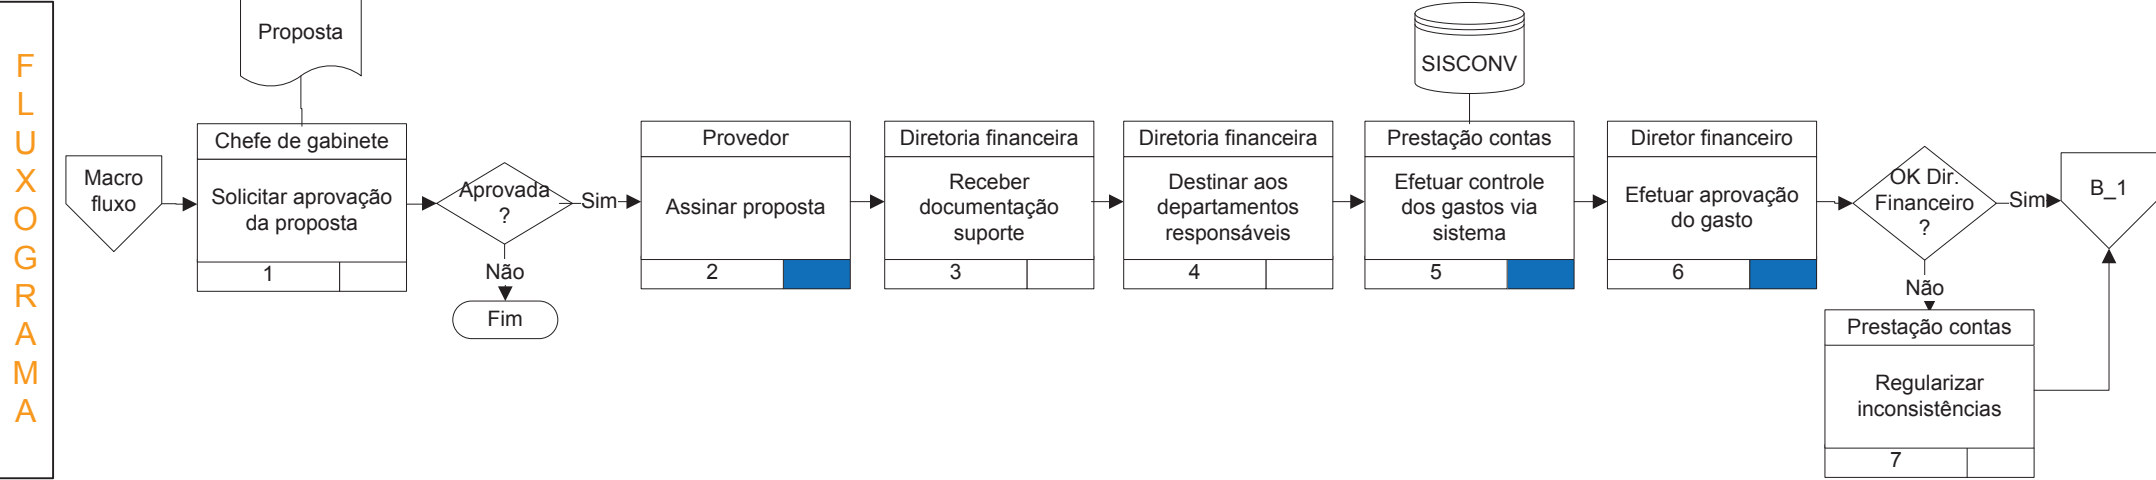 FLUXOGRAMA
Proposta
Macro
fluxo
Chefe de gabinete
Solicitar aprovação
da proposta
1
Aprovada
?
Sim
Não
Fim
Provedor
Assinar proposta
2
Diretoria financeira
Receber
documentação
suporte
3
Diretoria financeira
Destinar aos
departamentos
responsáveis
4
SISCONV
Prestação contas
Efetuar controle
dos gastos via
sistema
5
Diretor financeiro
Efetuar aprovação
do gasto
6
OK Dir.
Financeiro
?
Sim
B_1
Não
Prestação contas
Regularizar
inconsistências
7